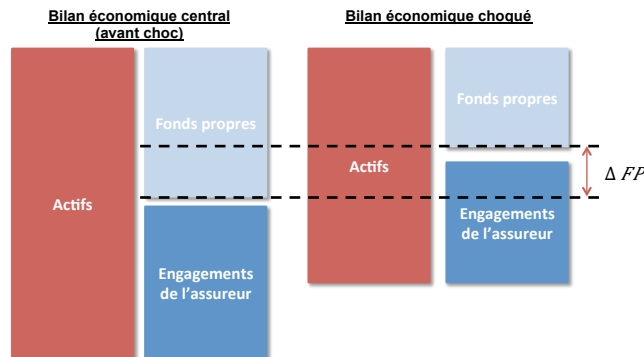 Bilan économique central
(avant choc)
Bilan économique choqué
Fonds propres
Fonds propres
Actifs
Δ FP
Actifs
Engagements
de l'assureur
Engagements
de l'assureur